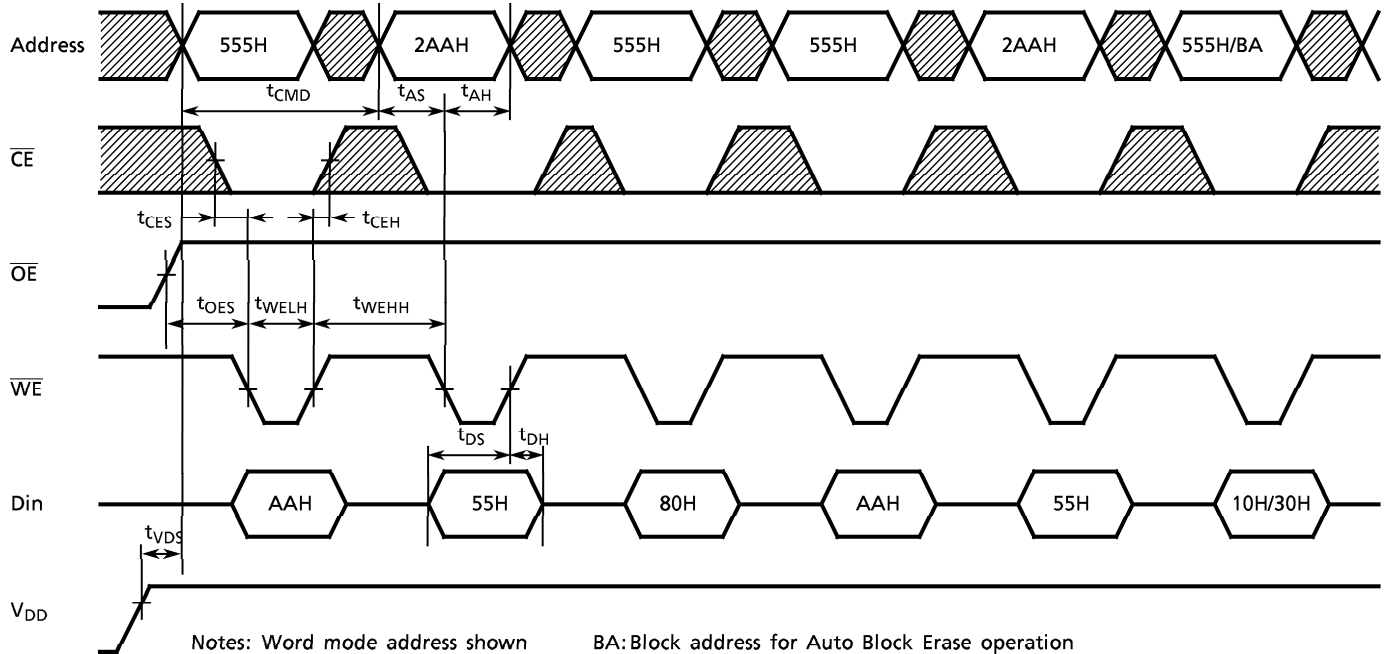 Address 555H 2AAH 555H 555H 2AAH 555H/BA
tCMD tAS tAH
CE
tCES tCEH
OE
tOES tWELH tWEHH
WE
tDS tDH
Din AAH 55H 80H AAH 55H 10H/30H
tVDS
VDD
Notes: Word mode address shown BA: Block address for Auto Block Erase operation